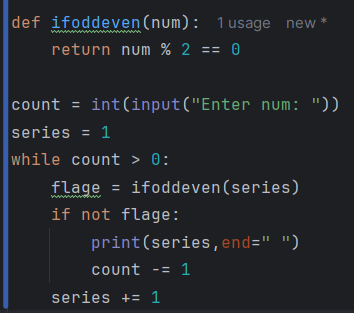 def ifoddeven(num): 1 usage new *
    return num % 2 == 0

count = int(input("Enter num: "))
series = 1
while count > 0:
    flage = ifoddeven(series)
    if not flage:
        print(series,end=" ")
        count -= 1
    series += 1